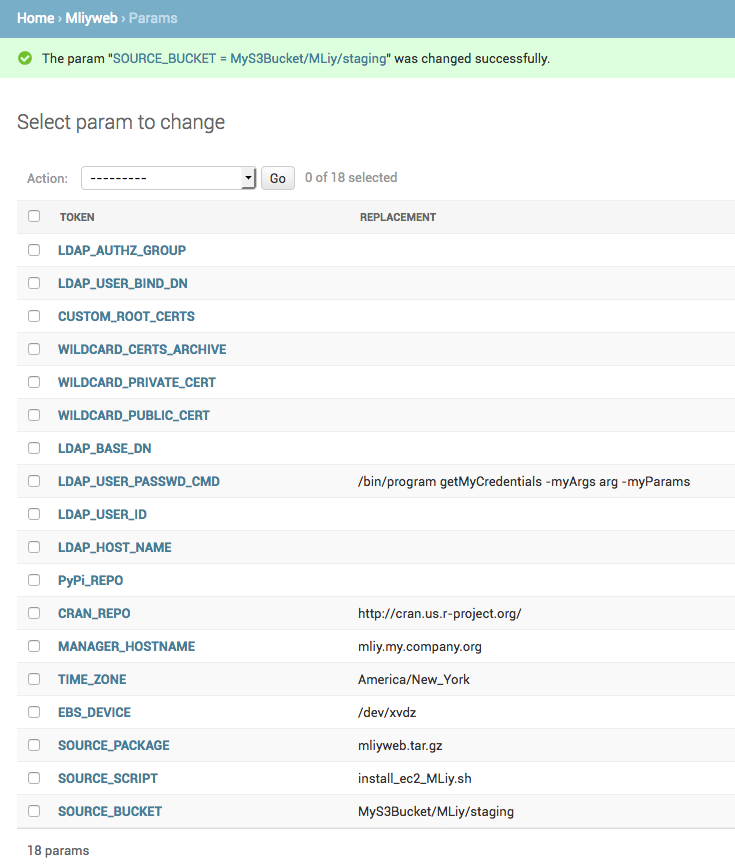 Home › Mliyweb › Params
The param "SOURCE_BUCKET = MyS3Bucket/MLiy/staging" was changed successfully.
Select param to change
Action: --------- Go 0 of 18 selected
TOKEN REPLACEMENT
LDAP_AUTHZ_GROUP
LDAP_USER_BIND_DN
CUSTOM_ROOT_CERTS
WILDCARD_CERTS_ARCHIVE
WILDCARD_PRIVATE_CERT
WILDCARD_PUBLIC_CERT
LDAP_BASE_DN
LDAP_USER_PASSWD_CMD /bin/program getMyCredentials -myArgs arg -myParams
LDAP_USER_ID
LDAP_HOST_NAME
PyPi_REPO
CRAN_REPO http://cran.us.r-project.org/
MANAGER_HOSTNAME mliy.my.company.org
TIME_ZONE America/New_York
EBS_DEVICE /dev/xvdz
SOURCE_PACKAGE mliyweb.tar.gz
SOURCE_SCRIPT install_ec2_MLiy.sh
SOURCE_BUCKET MyS3Bucket/MLiy/staging
18 params